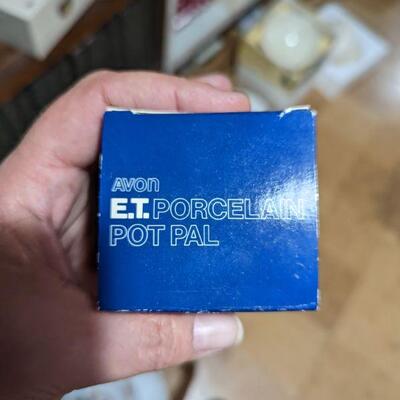 AVON
E.T. PORCELAIN
POT PAL